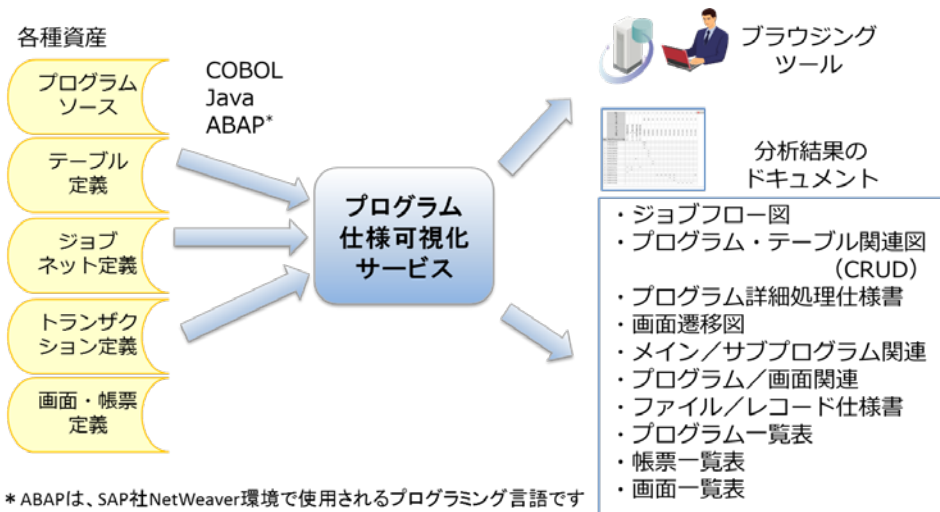 各種資産
プログラム
ソース
テーブル
定義
ジョブ
ネット定義
トランザク
ション定義
画面・帳票
定義
COBOL
Java
ABAP*
プログラム
仕様可視化
サービス
ブラウジング
ツール
分析結果の
ドキュメント
・ジョブフロー図
・プログラム・テーブル関連図
（CRUD）
・プログラム詳細処理仕様書
・画面遷移図
・メイン／サブプログラム関連
・プログラム／画面関連
・ファイル／レコード仕様書
・プログラム一覧表
・帳票一覧表
・画面一覧表
* ABAPは、SAP社NetWeaver環境で使用されるプログラミング言語です